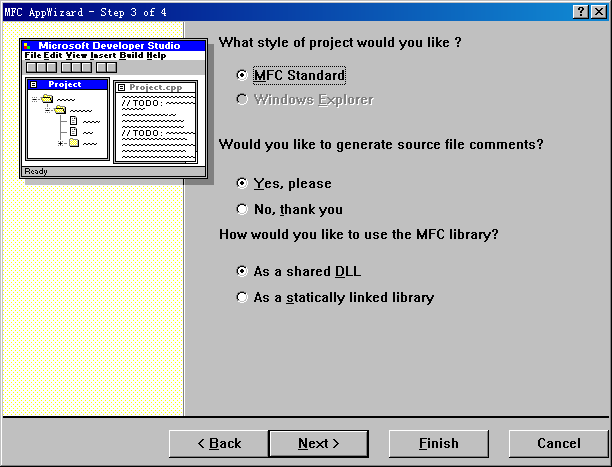 MFC AppWizard - Step 3 of 4
Microsoft Developer Studio
File Edit View Insert Build Help
Project
Project.cpp
// TODO:
// TODO:
Ready
What style of project would you like ?
MFC Standard
Windows Explorer
Would you like to generate source file comments?
Yes, please
No, thank you
How would you like to use the MFC library?
As a shared DLL
As a statically linked library
< Back
Next >
Finish
Cancel